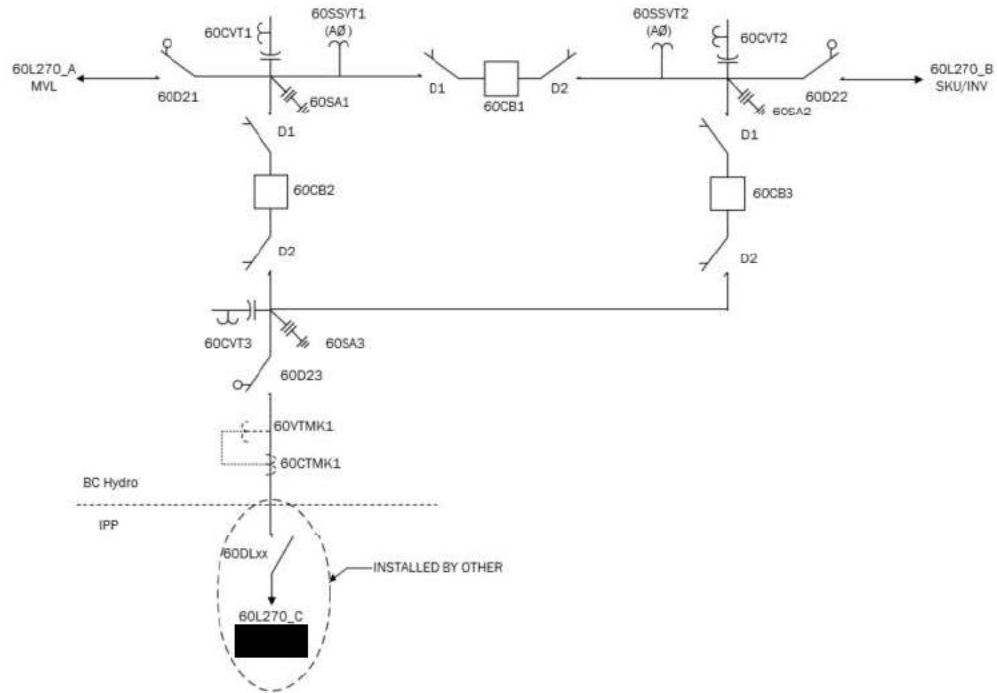 60CVT1
60SSVT1
(AØ)
60SSVT2
(AØ)
60CVT2
60L270_A
MVL
60D21
60SA1
D1
60CB1
D2
60SA2
60D22
60L270_B
SKU/INV
D1
60CB2
D2
D1
60CB3
D2
60CVT3
60SA3
60D23
60VTMK1
60CTMK1
BC Hydro
IPP
60DLxx
INSTALLED BY OTHER
60L270_C